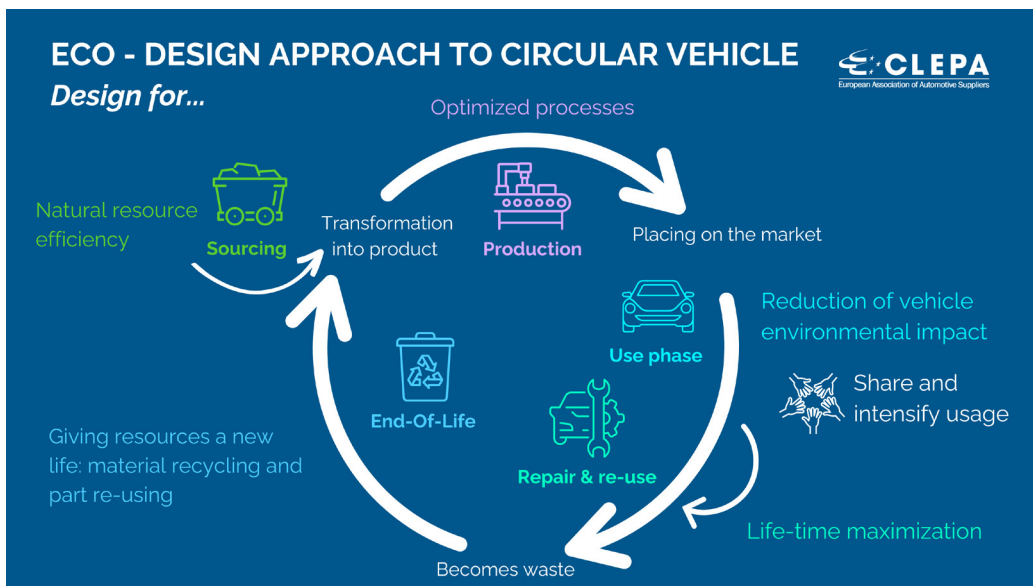 ECO - DESIGN APPROACH TO CIRCULAR VEHICLE
Design for...
CLEPA
European Association of Automotive Suppliers
Optimized processes
Natural resource
efficiency
Sourcing
Transformation
into product
Production
Placing on the market
Use phase
Reduction of vehicle
environmental impact
Share and
intensify usage
End-Of-Life
Repair & re-use
Giving resources a new
life: material recycling and
part re-using
Life-time maximization
Becomes waste